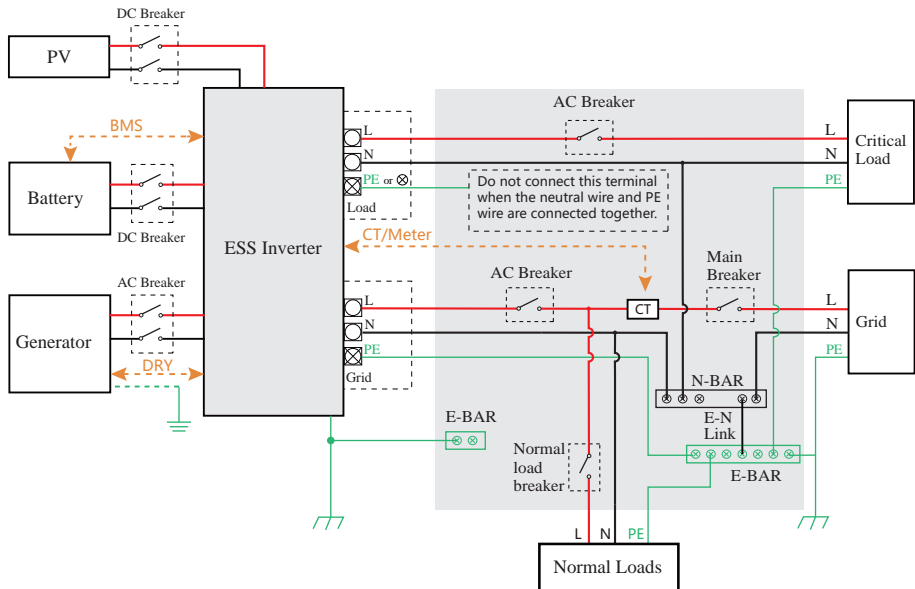 DC Breaker
PV
BMS
Battery
DC Breaker
AC Breaker
Generator
DRY
ESS Inverter
L
N
PE or
Load
CT/Meter
L
N
PE
Grid
AC Breaker
Do not connect this terminal
when the neutral wire and PE
wire are connected together.
AC Breaker
CT
Main
Breaker
L
N
PE
Critical
Load
L
N
PE
Grid
N-BAR
E-N
Link
E-BAR
E-BAR
Normal
load
breaker
L
N
PE
Normal Loads